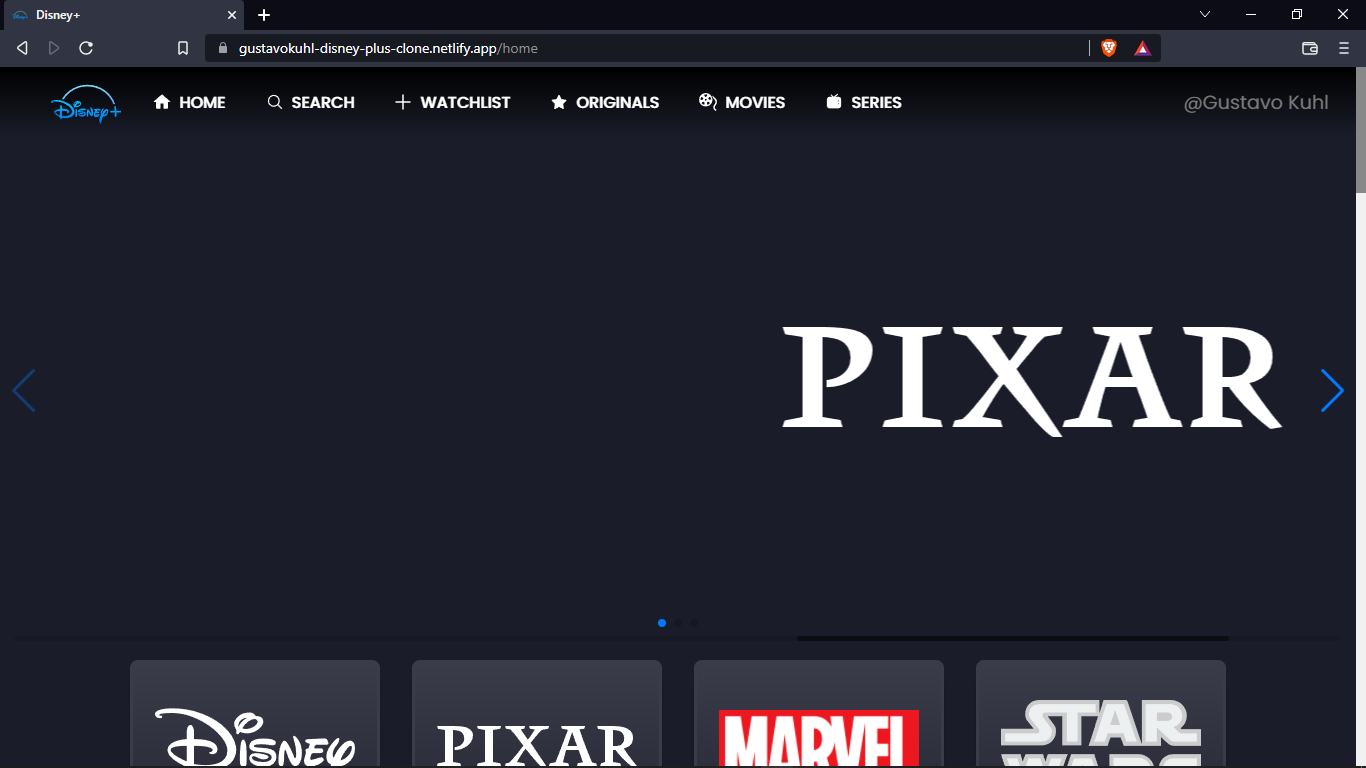 Disney+
gustavokuhl-disney-plus-clone.netlify.app/home
Disney+ HOME SEARCH WATCHLIST ORIGINALS MOVIES SERIES @Gustavo Kuhl
PIXAR
Disney PIXAR MARVEL STAR
WARS